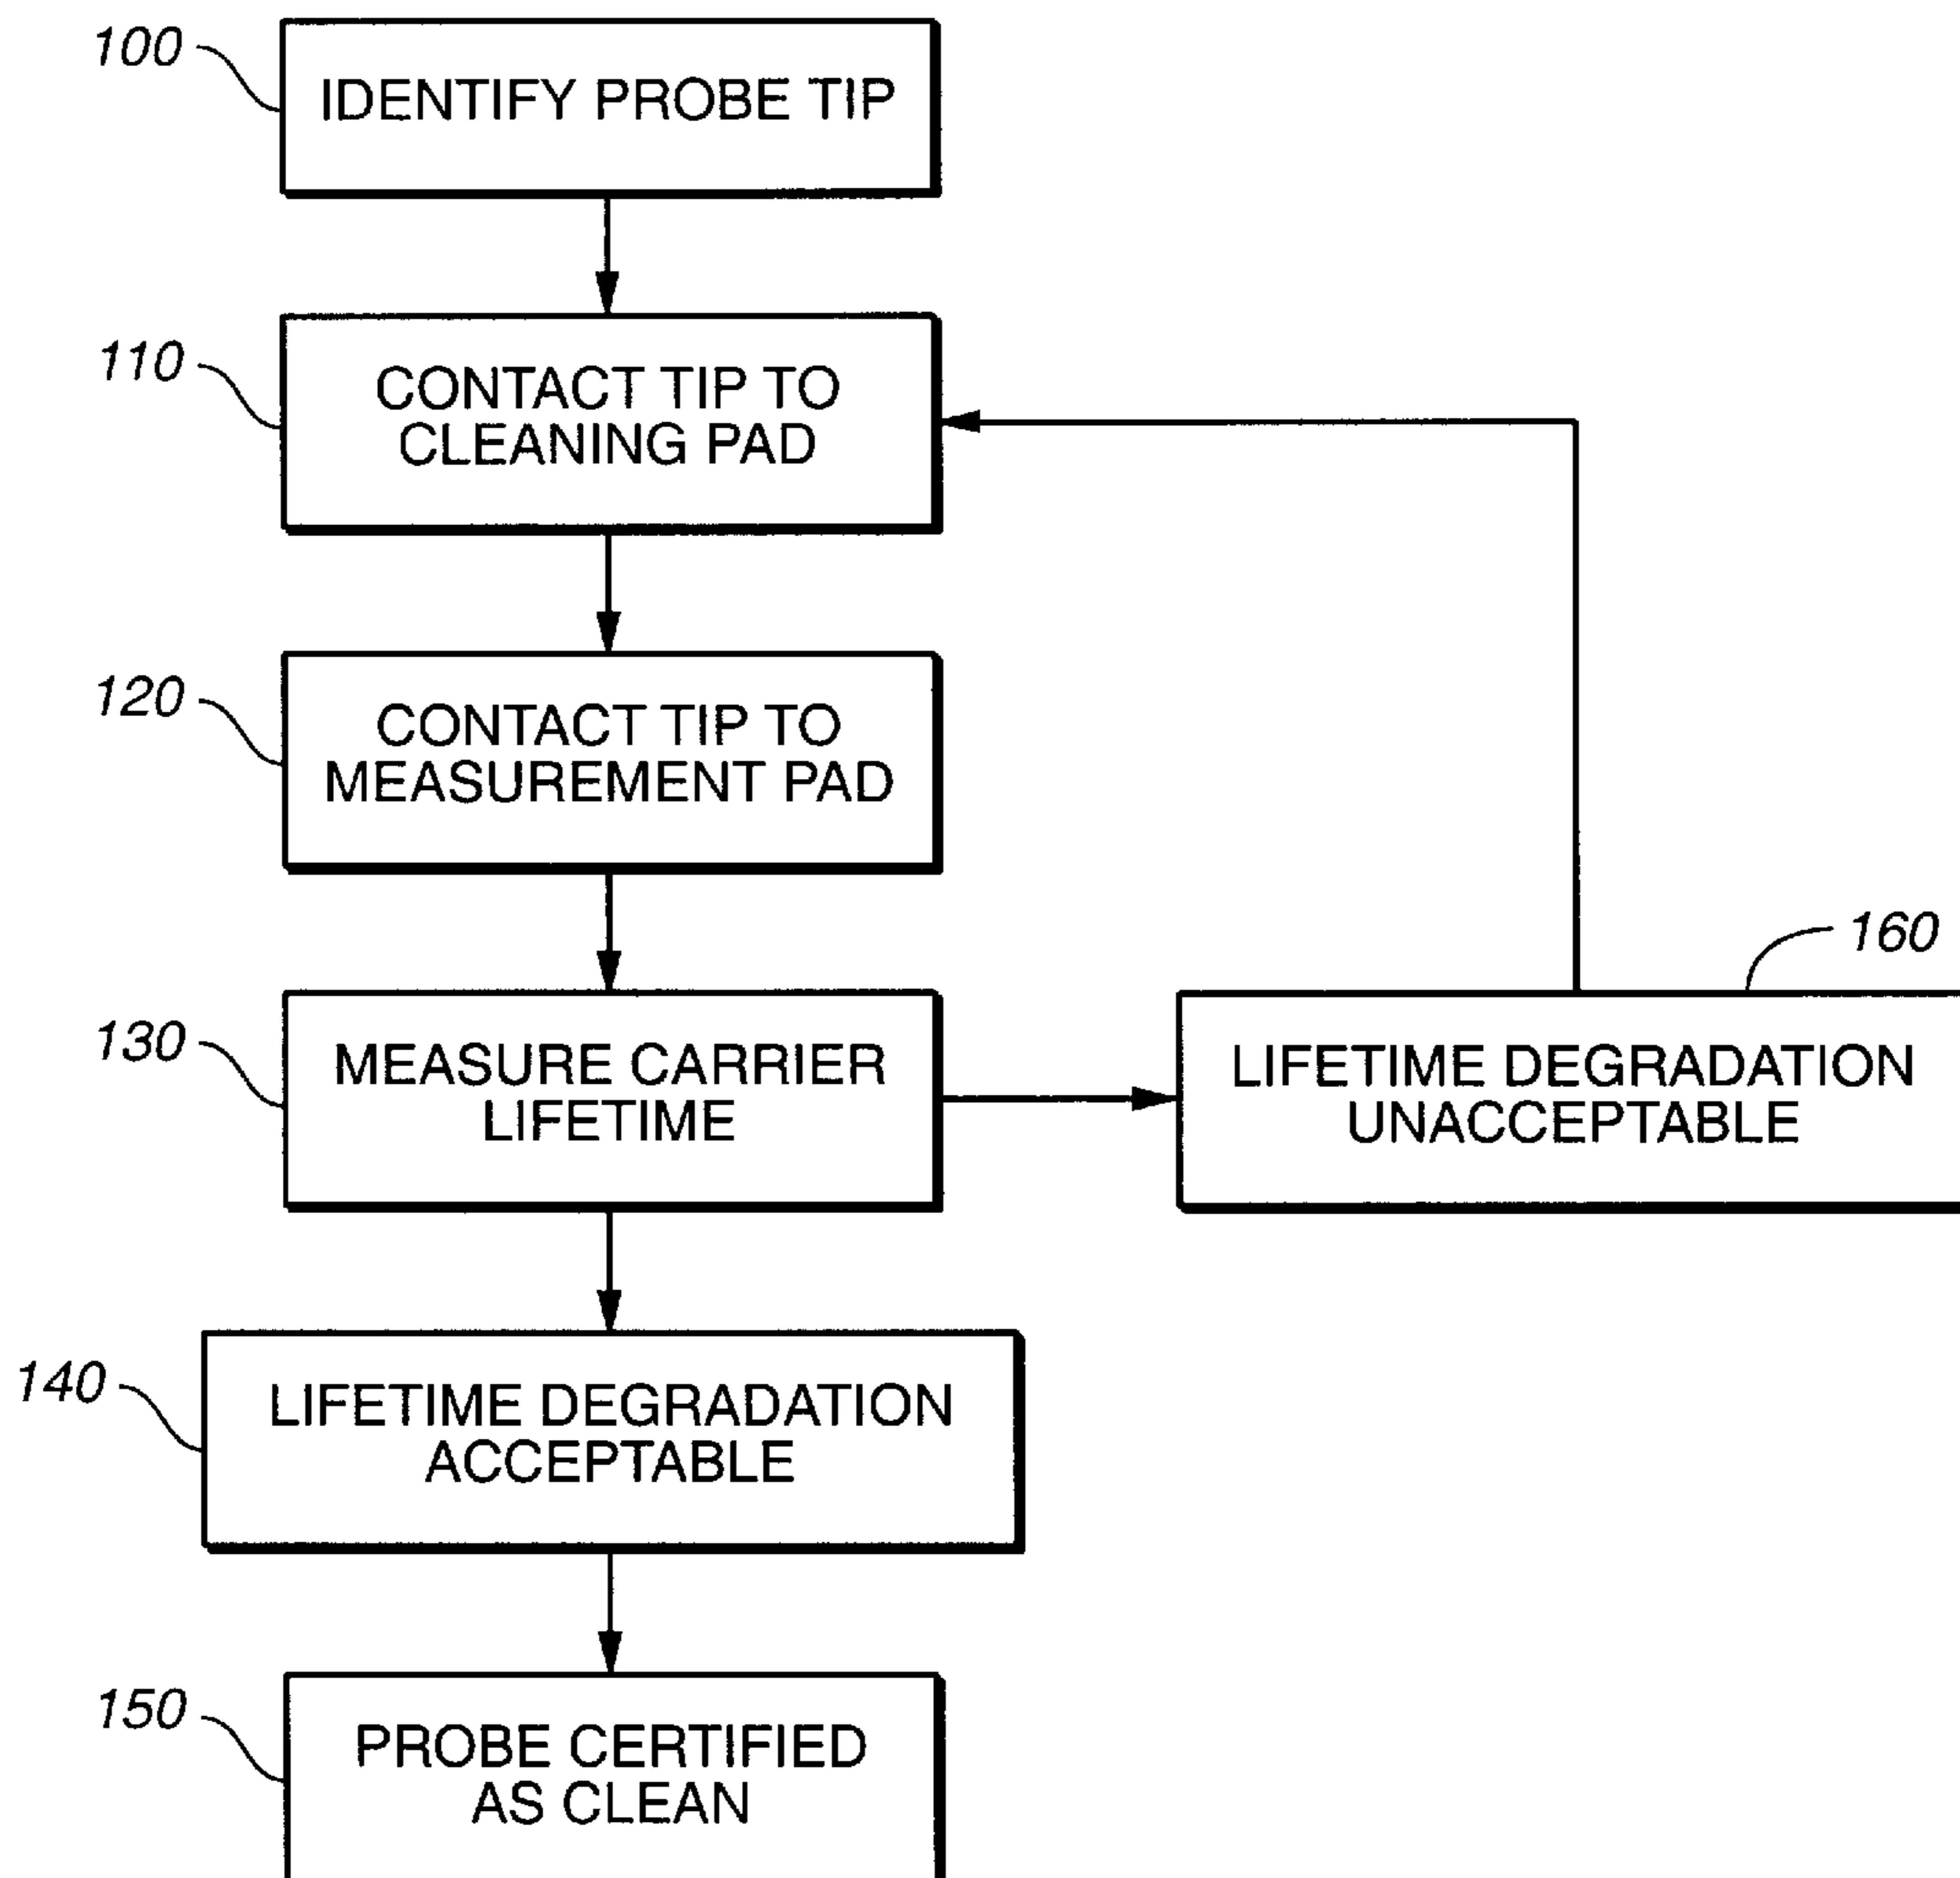 100
IDENTIFY PROBE TIP
110
CONTACT TIP TO
CLEANING PAD
120
CONTACT TIP TO
MEASUREMENT PAD
130
MEASURE CARRIER
LIFETIME
160
LIFETIME DEGRADATION
UNACCEPTABLE
140
LIFETIME DEGRADATION
ACCEPTABLE
150
PROBE CERTIFIED
AS CLEAN